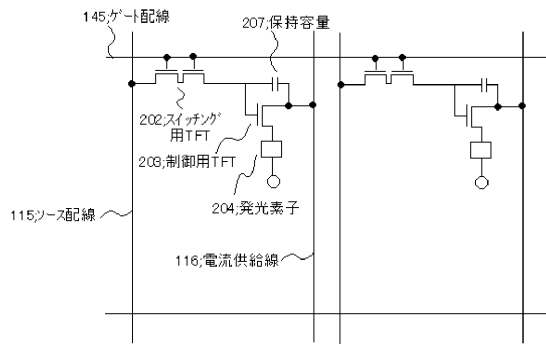 145;ゲート配線
207;保持容量
202;スイッチング
用TFT
203;制御用TFT
204;発光素子
115;ソース配線
116;電流供給線